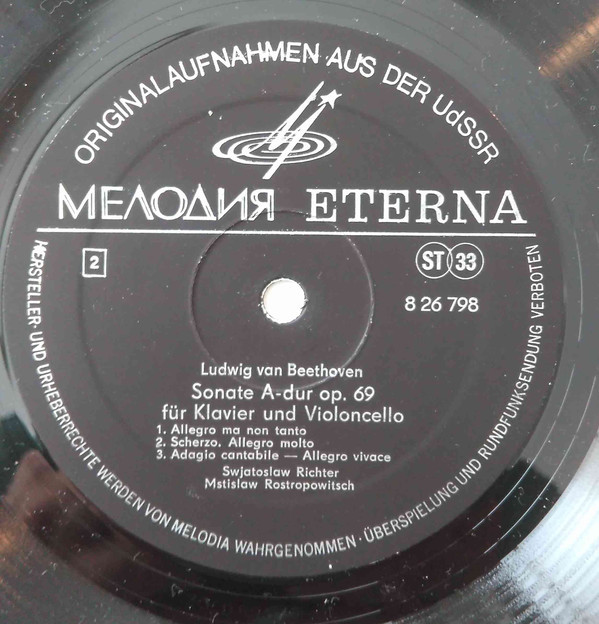 ORIGINALAUFNAHMEN AUS DER UdSSR
МЕЛОДИЯ ETERNA
2
ST 33
8 26 798
Ludwig van Beethoven
Sonate A-dur op. 69
für Klavier und Violoncello
1. Allegro ma non tanto
2. Scherzo. Allegro molto
3. Adagio cantabile — Allegro vivace
Swjatoslaw Richter
Mstislaw Rostropowitsch
HERSTELLER- UND URHEBERRECHTE WERDEN VON MELODIA WAHRGENOMMEN · ÜBERSPIELUNG UND RUNDFUNKSENDUNG VERBOTEN